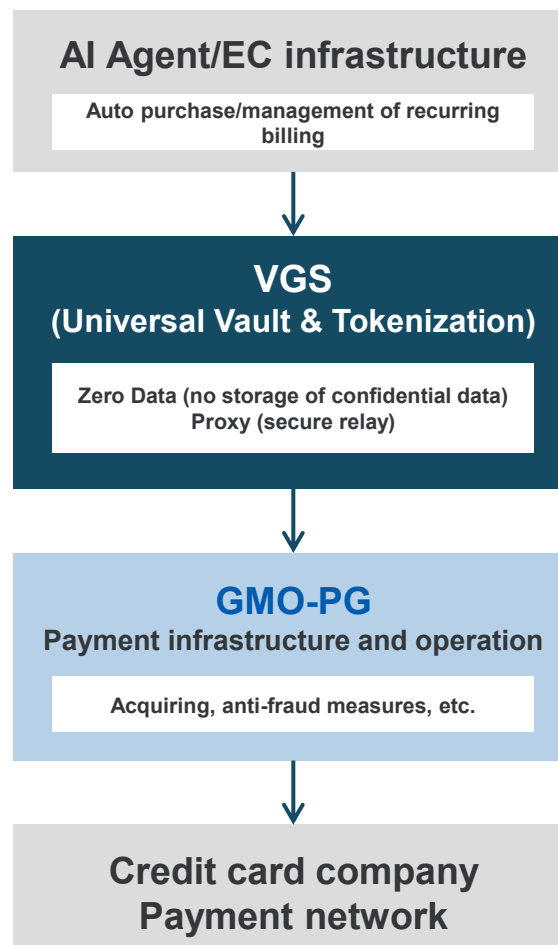 AI Agent/EC infrastructure
Auto purchase/management of recurring
billing
VGS
(Universal Vault & Tokenization)
Zero Data (no storage of confidential data)
Proxy (secure relay)
GMO-PG
Payment infrastructure and operation
Acquiring, anti-fraud measures, etc.
Credit card company
Payment network